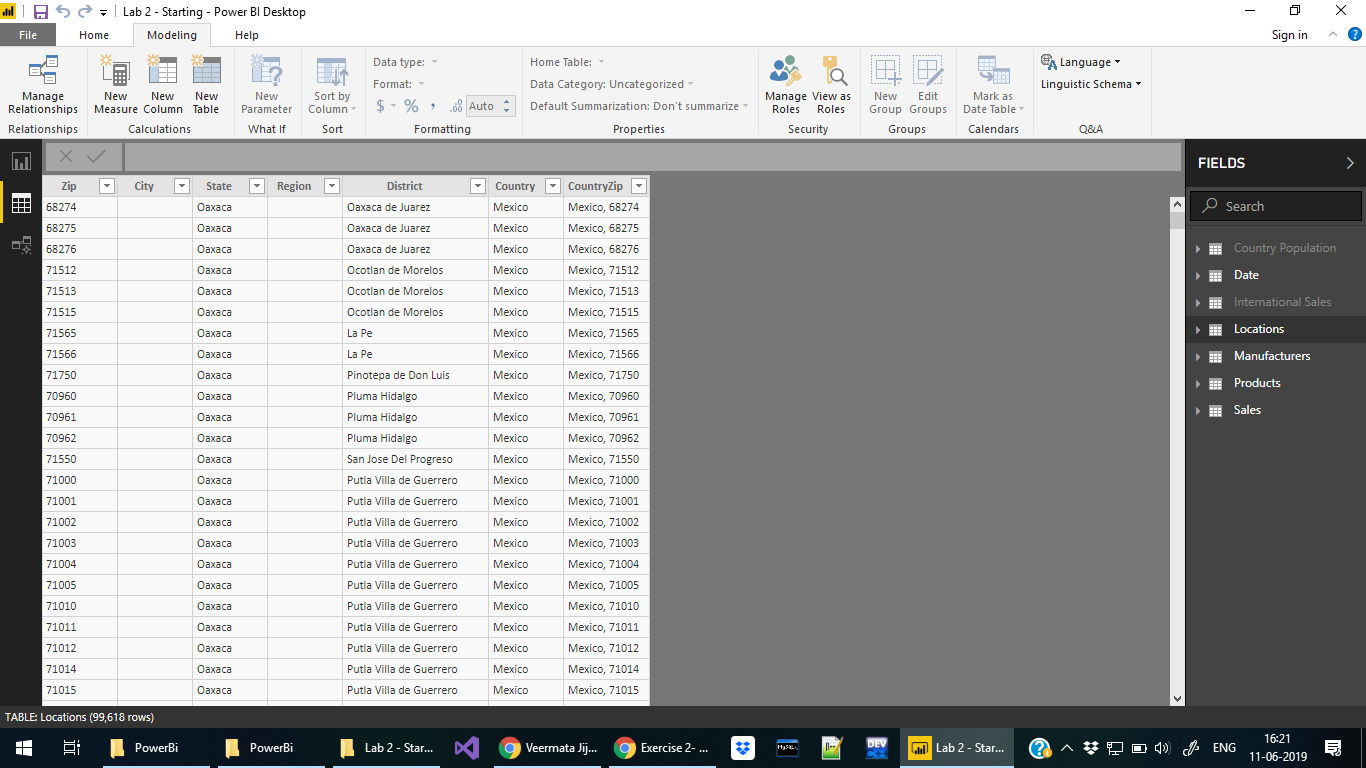 Lab 2 - Starting - Power BI Desktop
File Home Modeling Help Sign in
Manage Relationships
New Measure
New Column
New Table
New Parameter
Sort by Column
Data type:
Format:
$ % , .00 Auto
Home Table:
Data Category: Uncategorized
Default Summarization: Don't summarize
Manage Roles
View as Roles
New Group
Edit Groups
Mark as Date Table
Language
Linguistic Schema
Relationships Calculations What If Sort Formatting Properties Security Groups Calendars Q&A
Zip City State Region District Country CountryZip
68274 Oaxaca Oaxaca de Juarez Mexico Mexico, 68274
68275 Oaxaca Oaxaca de Juarez Mexico Mexico, 68275
68276 Oaxaca Oaxaca de Juarez Mexico Mexico, 68276
71512 Oaxaca Ocotlan de Morelos Mexico Mexico, 71512
71513 Oaxaca Ocotlan de Morelos Mexico Mexico, 71513
71515 Oaxaca Ocotlan de Morelos Mexico Mexico, 71515
71565 Oaxaca La Pe Mexico Mexico, 71565
71566 Oaxaca La Pe Mexico Mexico, 71566
71750 Oaxaca Pinotepa de Don Luis Mexico Mexico, 71750
70960 Oaxaca Pluma Hidalgo Mexico Mexico, 70960
70961 Oaxaca Pluma Hidalgo Mexico Mexico, 70961
70962 Oaxaca Pluma Hidalgo Mexico Mexico, 70962
71550 Oaxaca San Jose Del Progreso Mexico Mexico, 71550
71000 Oaxaca Putla Villa de Guerrero Mexico Mexico, 71000
71001 Oaxaca Putla Villa de Guerrero Mexico Mexico, 71001
71002 Oaxaca Putla Villa de Guerrero Mexico Mexico, 71002
71003 Oaxaca Putla Villa de Guerrero Mexico Mexico, 71003
71004 Oaxaca Putla Villa de Guerrero Mexico Mexico, 71004
71005 Oaxaca Putla Villa de Guerrero Mexico Mexico, 71005
71010 Oaxaca Putla Villa de Guerrero Mexico Mexico, 71010
71011 Oaxaca Putla Villa de Guerrero Mexico Mexico, 71011
71012 Oaxaca Putla Villa de Guerrero Mexico Mexico, 71012
71014 Oaxaca Putla Villa de Guerrero Mexico Mexico, 71014
71015 Oaxaca Putla Villa de Guerrero Mexico Mexico, 71015
FIELDS
Search
Country Population
Date
International Sales
Locations
Manufacturers
Products
Sales
TABLE: Locations (99,618 rows)
PowerBi PowerBi Lab 2 - Star... Veermata Jij... Exercise 2- ... MySQL DEV Lab 2 - Star... ENG 16:21
11-06-2019